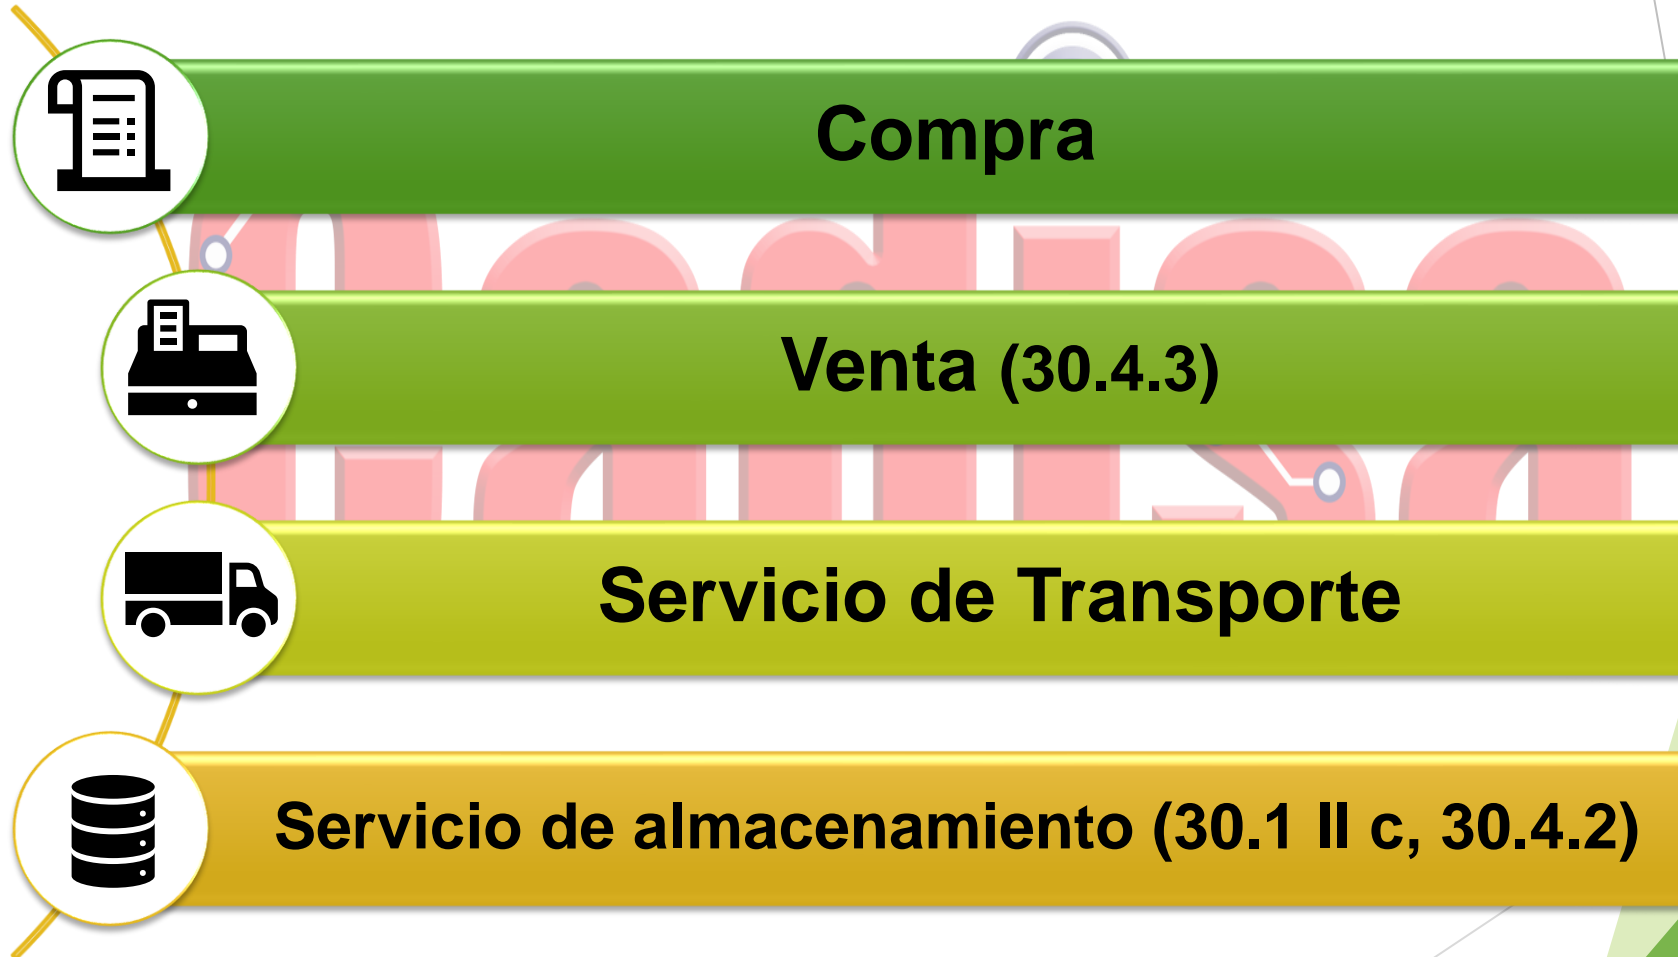 Compra
Venta (30.4.3)
Servicio de Transporte
Servicio de almacenamiento (30.1 II c, 30.4.2)